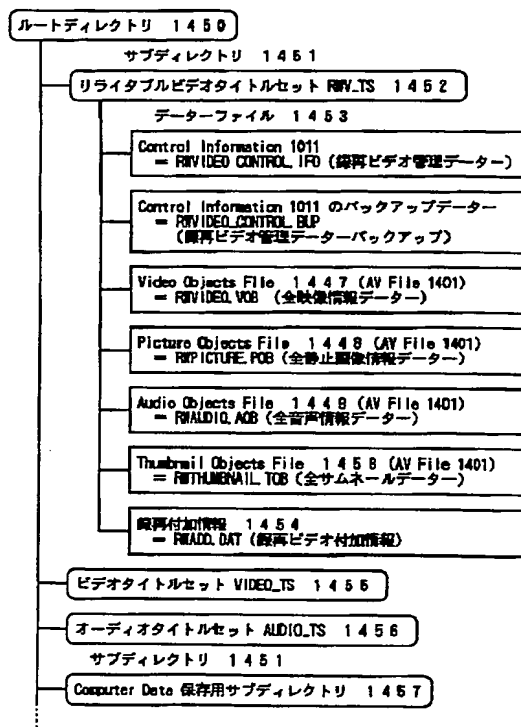 ルートディレクトリ 1450
サブディレクトリ 1451
リライタブルビデオタイトルセット RWV_TS 1452
データーファイル 1453
Control Information 1011
= RWVIDEO_CONTROL.IFO (録再ビデオ管理データー)
Control Information 1011 のバックアップデーター
= RWVIDEO_CONTROL.BUP
(録再ビデオ管理データーバックアップ)
Video Objects File 1447 (AV File 1401)
= RWVIDEO.VOB (全映像情報データー)
Picture Objects File 1448 (AV File 1401)
= RWPICTURE.POB (全静止画像情報データー)
Audio Objects File 1449 (AV File 1401)
= RWAUDIO.AOB (全音声情報データー)
Thumbnail Objects File 1458 (AV File 1401)
= RWTHUMBNAIL.TOB (全サムネールデーター)
録再付加情報 1454
= RWADD.DAT (録再ビデオ付加情報)
ビデオタイトルセット VIDEO_TS 1455
オーディオタイトルセット AUDIO_TS 1456
サブディレクトリ 1451
Computer Data 保存用サブディレクトリ 1457